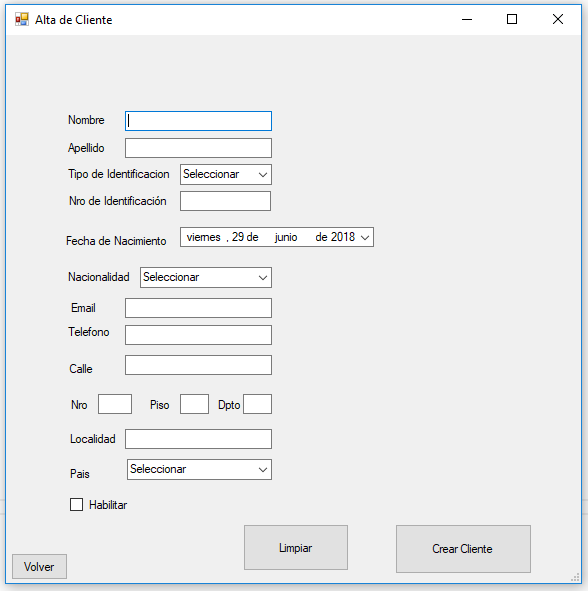 Alta de Cliente
Nombre
Apellido
Tipo de Identificacion Seleccionar
Nro de Identificación
Fecha de Nacimiento viernes , 29 de junio de 2018
Nacionalidad Seleccionar
Email
Telefono
Calle
Nro Piso Dpto
Localidad
Pais Seleccionar
Habilitar
Limpiar Crear Cliente
Volver